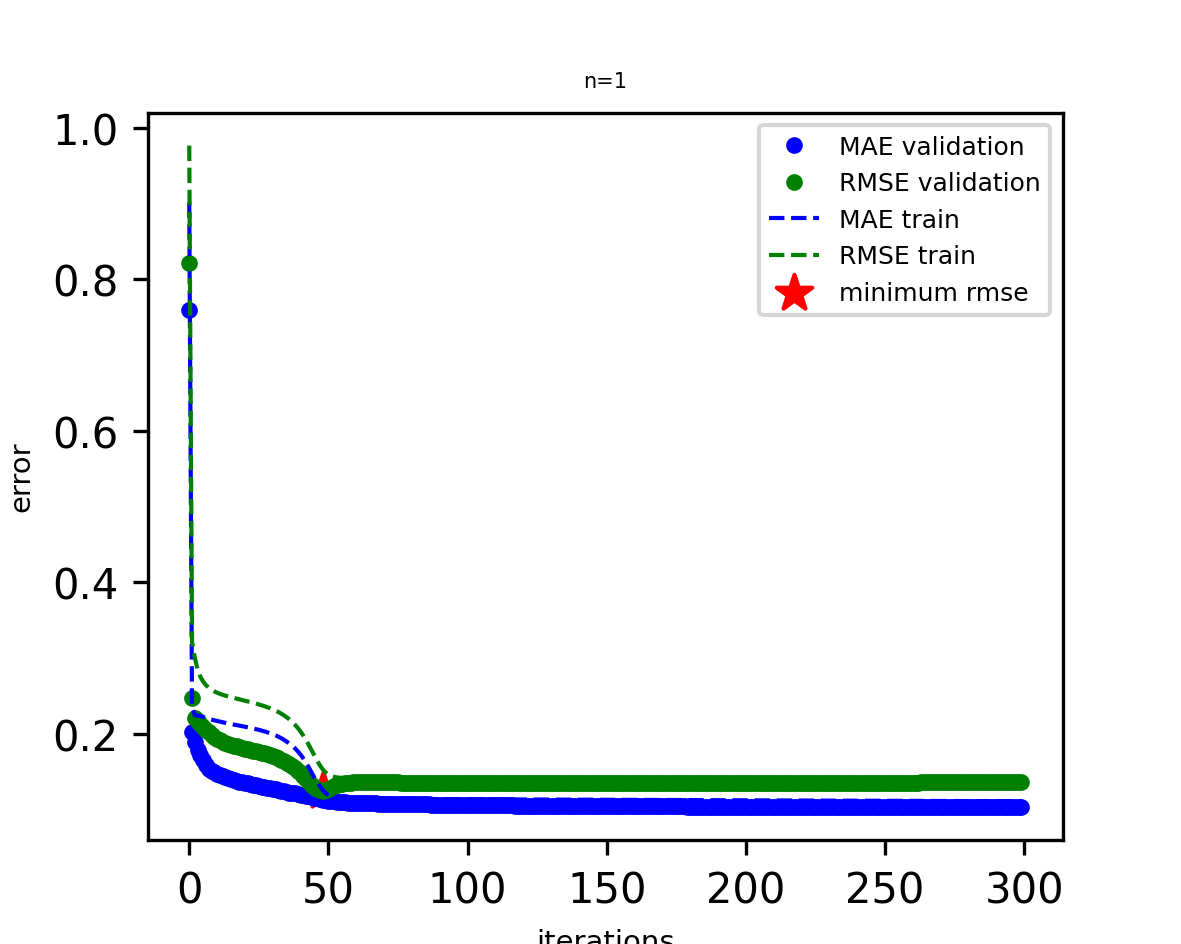 n=1
1.0
0.8
0.6
0.4
0.2
error
MAE validation
RMSE validation
MAE train
RMSE train
minimum rmse
0 50 100 150 200 250 300
iterations